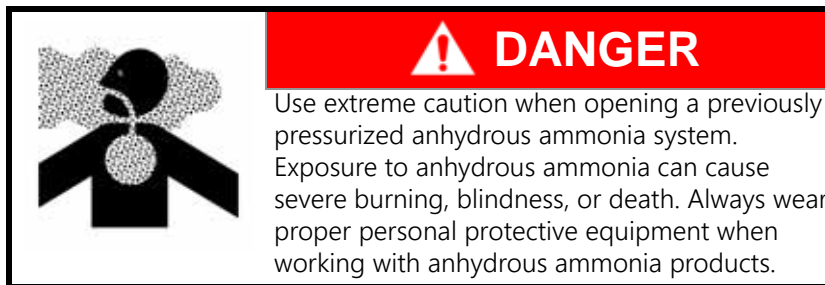 DANGER
Use extreme caution when opening a previously
pressurized anhydrous ammonia system.
Exposure to anhydrous ammonia can cause
severe burning, blindness, or death. Always wear
proper personal protective equipment when
working with anhydrous ammonia products.